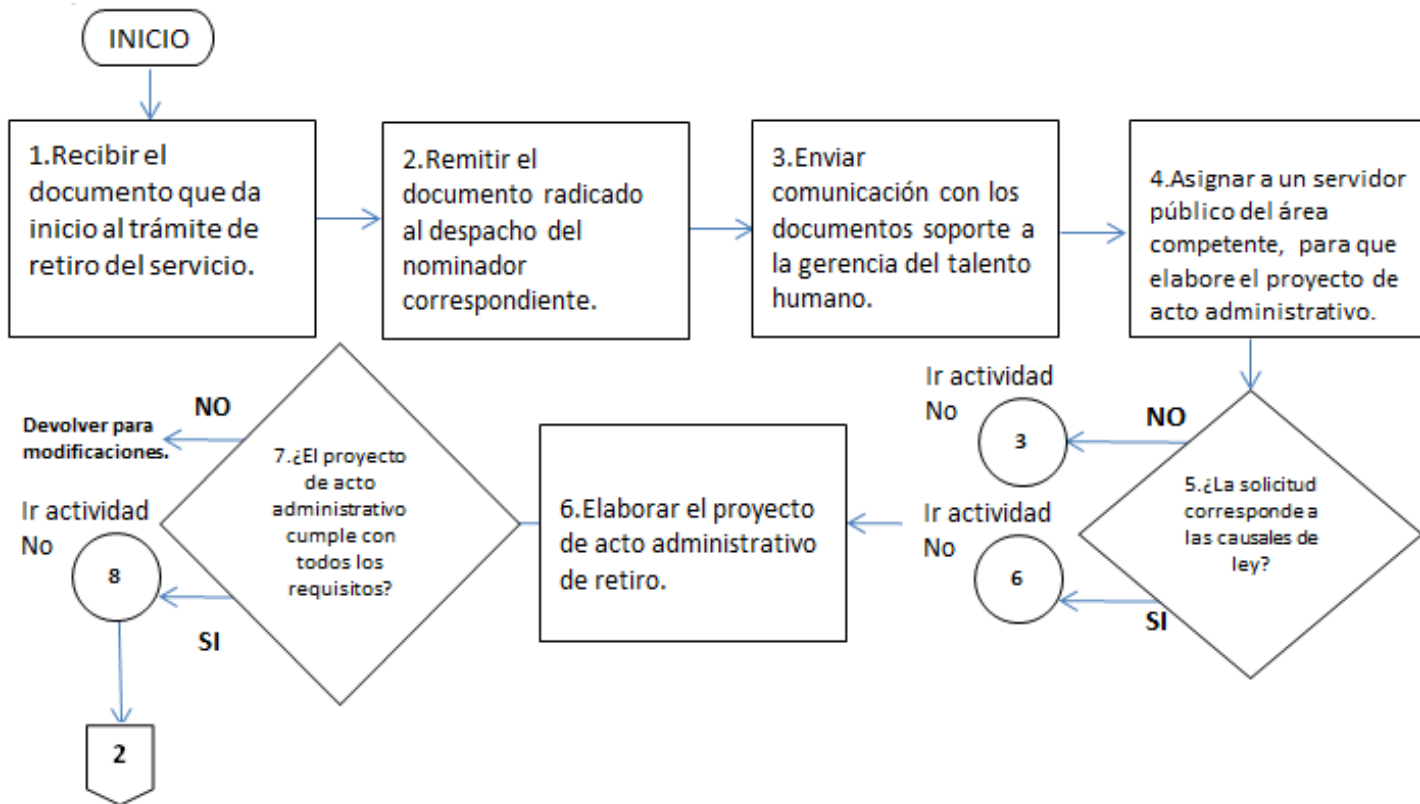 INICIO
1.Recibir el
documento que da
inicio al trámite de
retiro del servicio.
2.Remitir el
documento radicado
al despacho del
nominador
correspondiente.
3.Enviar
comunicación con los
documentos soporte a
la gerencia del talento
humano.
4.Asignar a un servidor
público del área
competente, para que
elabore el proyecto de
acto administrativo.
5.¿La solicitud
corresponde a
las causales de
ley?
NO
Ir actividad
No
3
SI
Ir actividad
No
6
6.Elaborar el proyecto
de acto administrativo
de retiro.
7.¿El proyecto
de acto
administrativo
cumple con
todos los
requisitos?
NO
Devolver para
modificaciones.
SI
Ir actividad
No
8
2